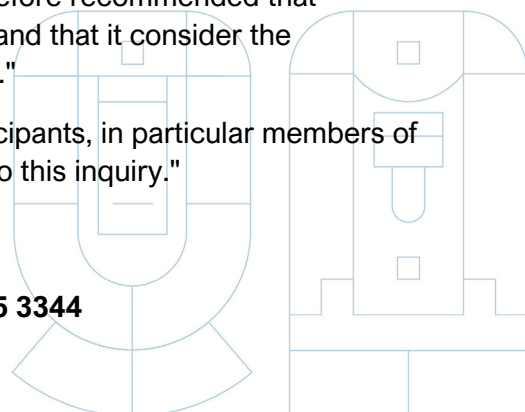 efore recommended that
and that it consider the
."
cipants, in particular members of
o this inquiry."
5 3344